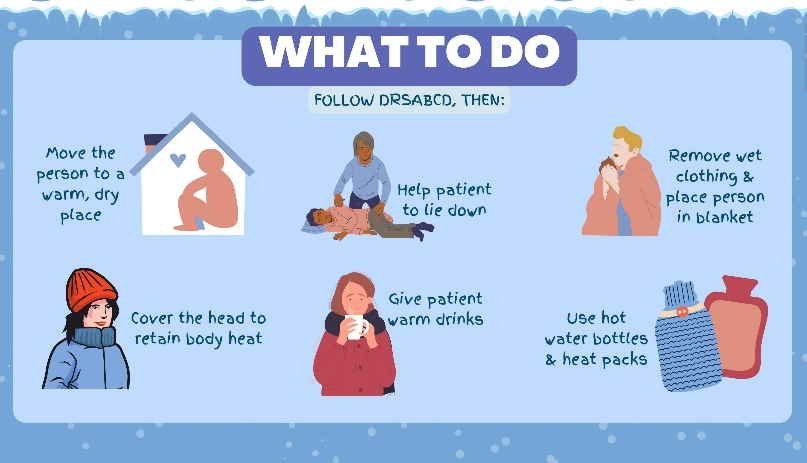 WHAT TO DO
FOLLOW DRSABCD, THEN:
Move the
person to a
warm, dry
place
Help patient
to lie down
Remove wet
clothing &
place person
in blanket
Cover the head to
retain body heat
Give patient
warm drinks
Use hot
water bottles
& heat packs